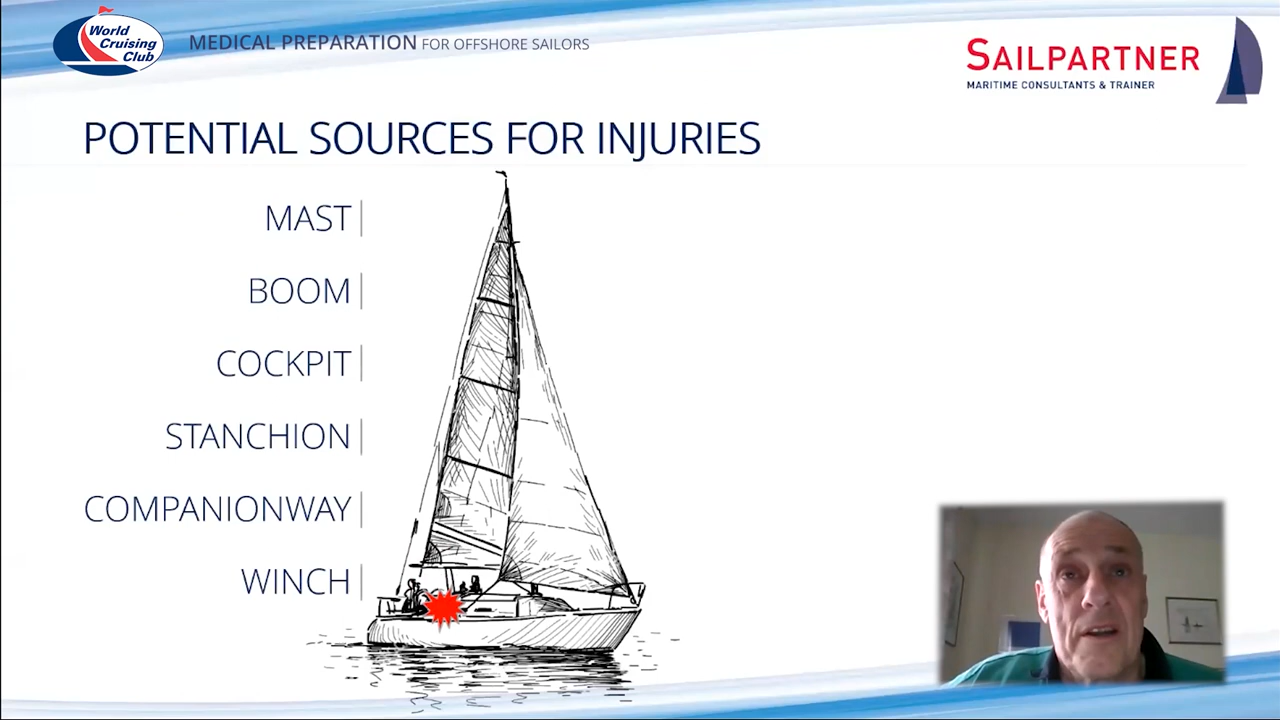 World
Cruising
Club
MEDICAL PREPARATION FOR OFFSHORE SAILORS
SAILPARTNER
MARITIME CONSULTANTS & TRAINER
POTENTIAL SOURCES FOR INJURIES
MAST
BOOM
COCKPIT
STANCHION
COMPANIONWAY
WINCH